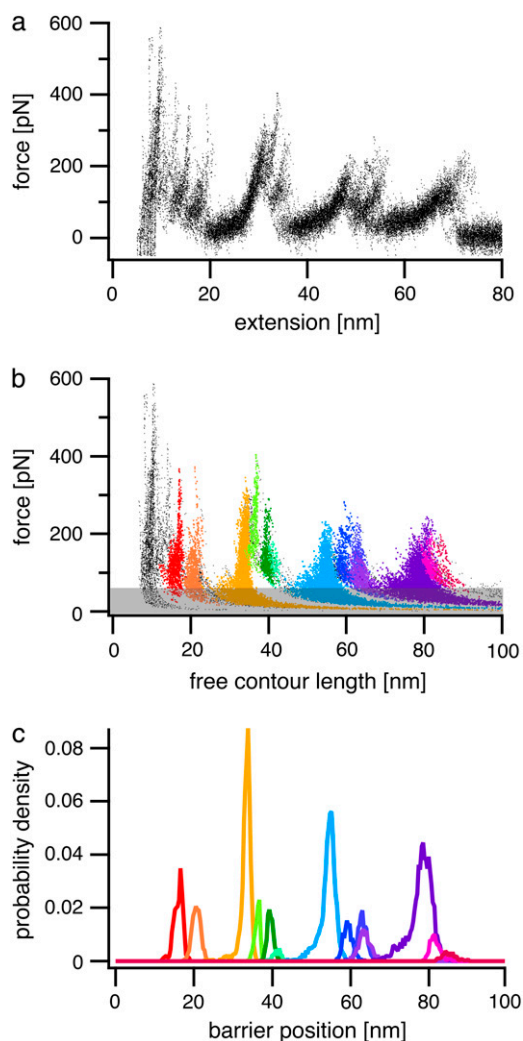 a
600
400
200
0
force [pN]
0 20 40 60 80
extension [nm]
b
600
400
200
0
force [pN]
0 20 40 60 80 100
free contour length [nm]
c
0.08
0.06
0.04
0.02
0
probability density
0 20 40 60 80 100
barrier position [nm]